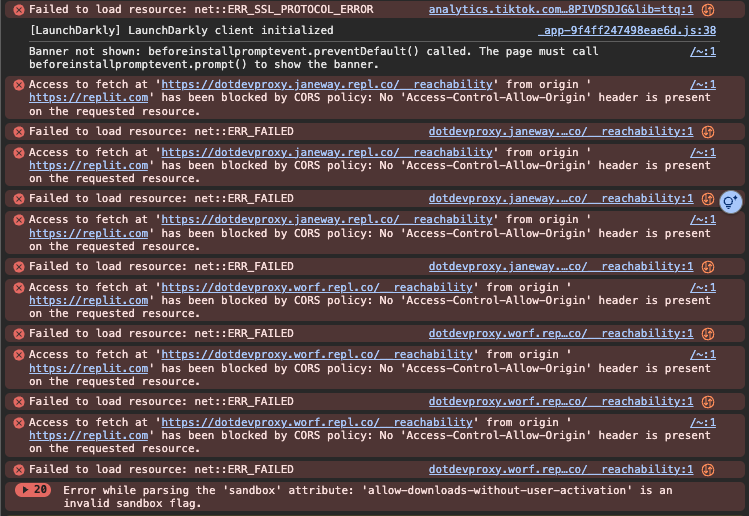 Failed to load resource: net::ERR_SSL_PROTOCOL_ERROR analytics.tiktok.com…8PIVDSDJG&lib=ttq:1
[LaunchDarkly] LaunchDarkly client initialized _app-9f4ff247498eae6d.js:38
Banner not shown: beforeinstallpromptevent.preventDefault() called. The page must call /~:1
beforeinstallpromptevent.prompt() to show the banner.
Access to fetch at 'https://dotdevproxy.janeway.repl.co/__reachability' from origin ' /~:1
https://replit.com' has been blocked by CORS policy: No 'Access-Control-Allow-Origin' header is present
on the requested resource.
Failed to load resource: net::ERR_FAILED dotdevproxy.janeway.…co/__reachability:1
Access to fetch at 'https://dotdevproxy.janeway.repl.co/__reachability' from origin ' /~:1
https://replit.com' has been blocked by CORS policy: No 'Access-Control-Allow-Origin' header is present
on the requested resource.
Failed to load resource: net::ERR_FAILED dotdevproxy.janeway.…co/__reachability:1
Access to fetch at 'https://dotdevproxy.janeway.repl.co/__reachability' from origin ' /~:1
https://replit.com' has been blocked by CORS policy: No 'Access-Control-Allow-Origin' header is present
on the requested resource.
Failed to load resource: net::ERR_FAILED dotdevproxy.janeway.…co/__reachability:1
Access to fetch at 'https://dotdevproxy.worf.repl.co/__reachability' from origin ' /~:1
https://replit.com' has been blocked by CORS policy: No 'Access-Control-Allow-Origin' header is present
on the requested resource.
Failed to load resource: net::ERR_FAILED dotdevproxy.worf.rep…co/__reachability:1
Access to fetch at 'https://dotdevproxy.worf.repl.co/__reachability' from origin ' /~:1
https://replit.com' has been blocked by CORS policy: No 'Access-Control-Allow-Origin' header is present
on the requested resource.
Failed to load resource: net::ERR_FAILED dotdevproxy.worf.rep…co/__reachability:1
Access to fetch at 'https://dotdevproxy.worf.repl.co/__reachability' from origin ' /~:1
https://replit.com' has been blocked by CORS policy: No 'Access-Control-Allow-Origin' header is present
on the requested resource.
Failed to load resource: net::ERR_FAILED dotdevproxy.worf.rep…co/__reachability:1
20 Error while parsing the 'sandbox' attribute: 'allow-downloads-without-user-activation' is an
invalid sandbox flag.